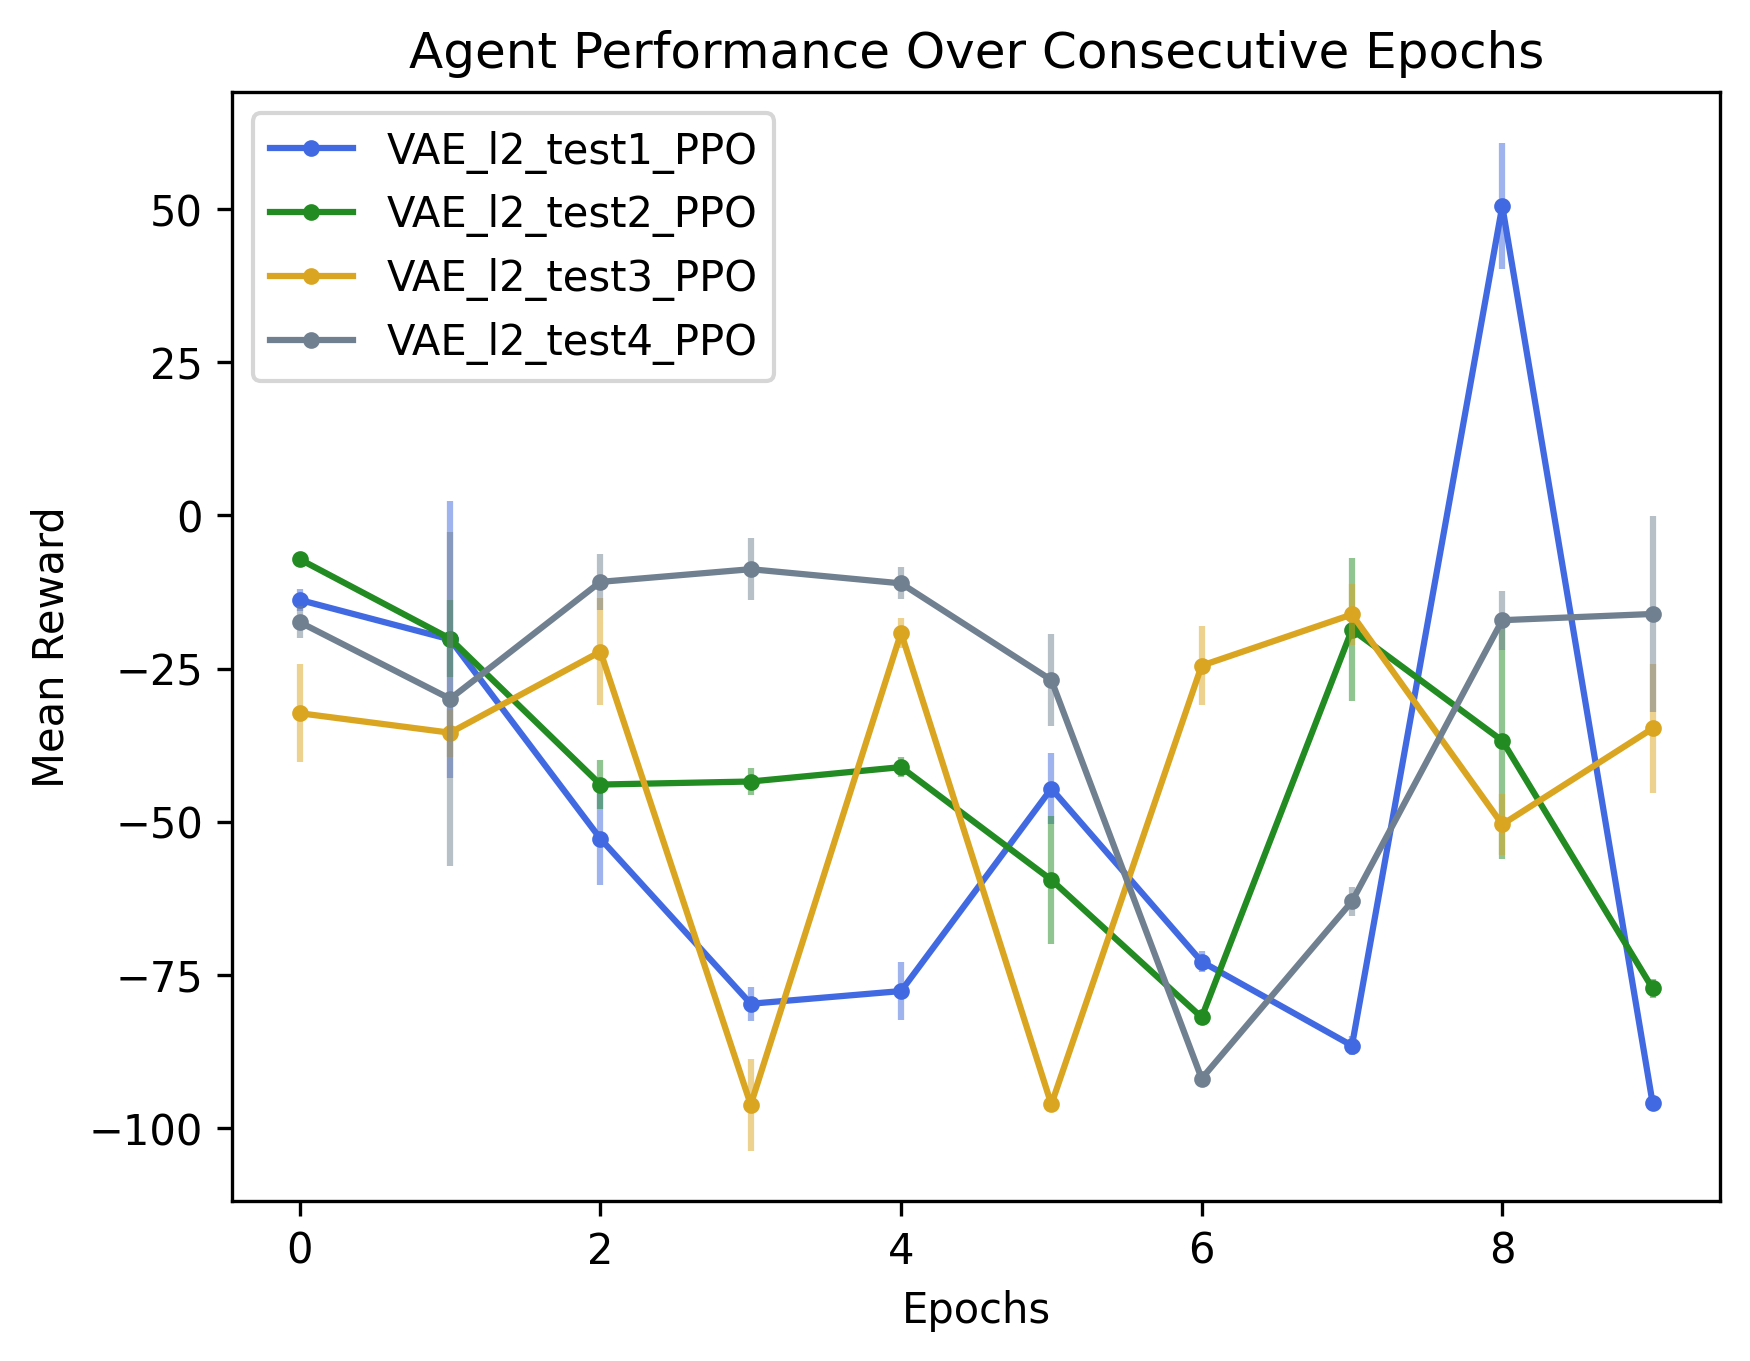 Agent Performance Over Consecutive Epochs
VAE_l2_test1_PPO
VAE_l2_test2_PPO
VAE_l2_test3_PPO
VAE_l2_test4_PPO
50
25
0
−25
−50
−75
−100
Mean Reward
0 2 4 6 8
Epochs